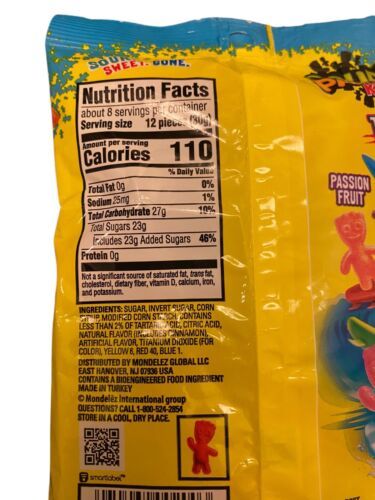 SOUR.
SWEET. GONE.
Nutrition Facts
about 8 servings per container
Serving size 12 pieces (30g)
Amount per serving
Calories 110
% Daily Value
Total Fat 0g 0%
Sodium 25mg 1%
Total Carbohydrate 27g 10%
Total Sugars 23g
Includes 23g Added Sugars 46%
Protein 0g
Not a significant source of saturated fat, trans fat,
cholesterol, dietary fiber, vitamin D, calcium, iron,
and potassium.
INGREDIENTS: SUGAR, INVERT SUGAR, CORN
SYRUP, MODIFIED CORN STARCH, CONTAINS
LESS THAN 2% OF TARTARIC ACID, CITRIC ACID,
NATURAL FLAVOR (INCLUDES CINNAMON),
ARTIFICIAL FLAVOR, TITANIUM DIOXIDE (FOR
COLOR), YELLOW 6, RED 40, BLUE 1.
DISTRIBUTED BY MONDELEZ GLOBAL LLC
EAST HANOVER, NJ 07936 USA
CONTAINS A BIOENGINEERED FOOD INGREDIENT
MADE IN TURKEY
© Mondelēz International group
QUESTIONS? CALL 1-800-524-2854
STORE IN A COOL, DRY PLACE.
smartlabel™
PASSION
FRUIT